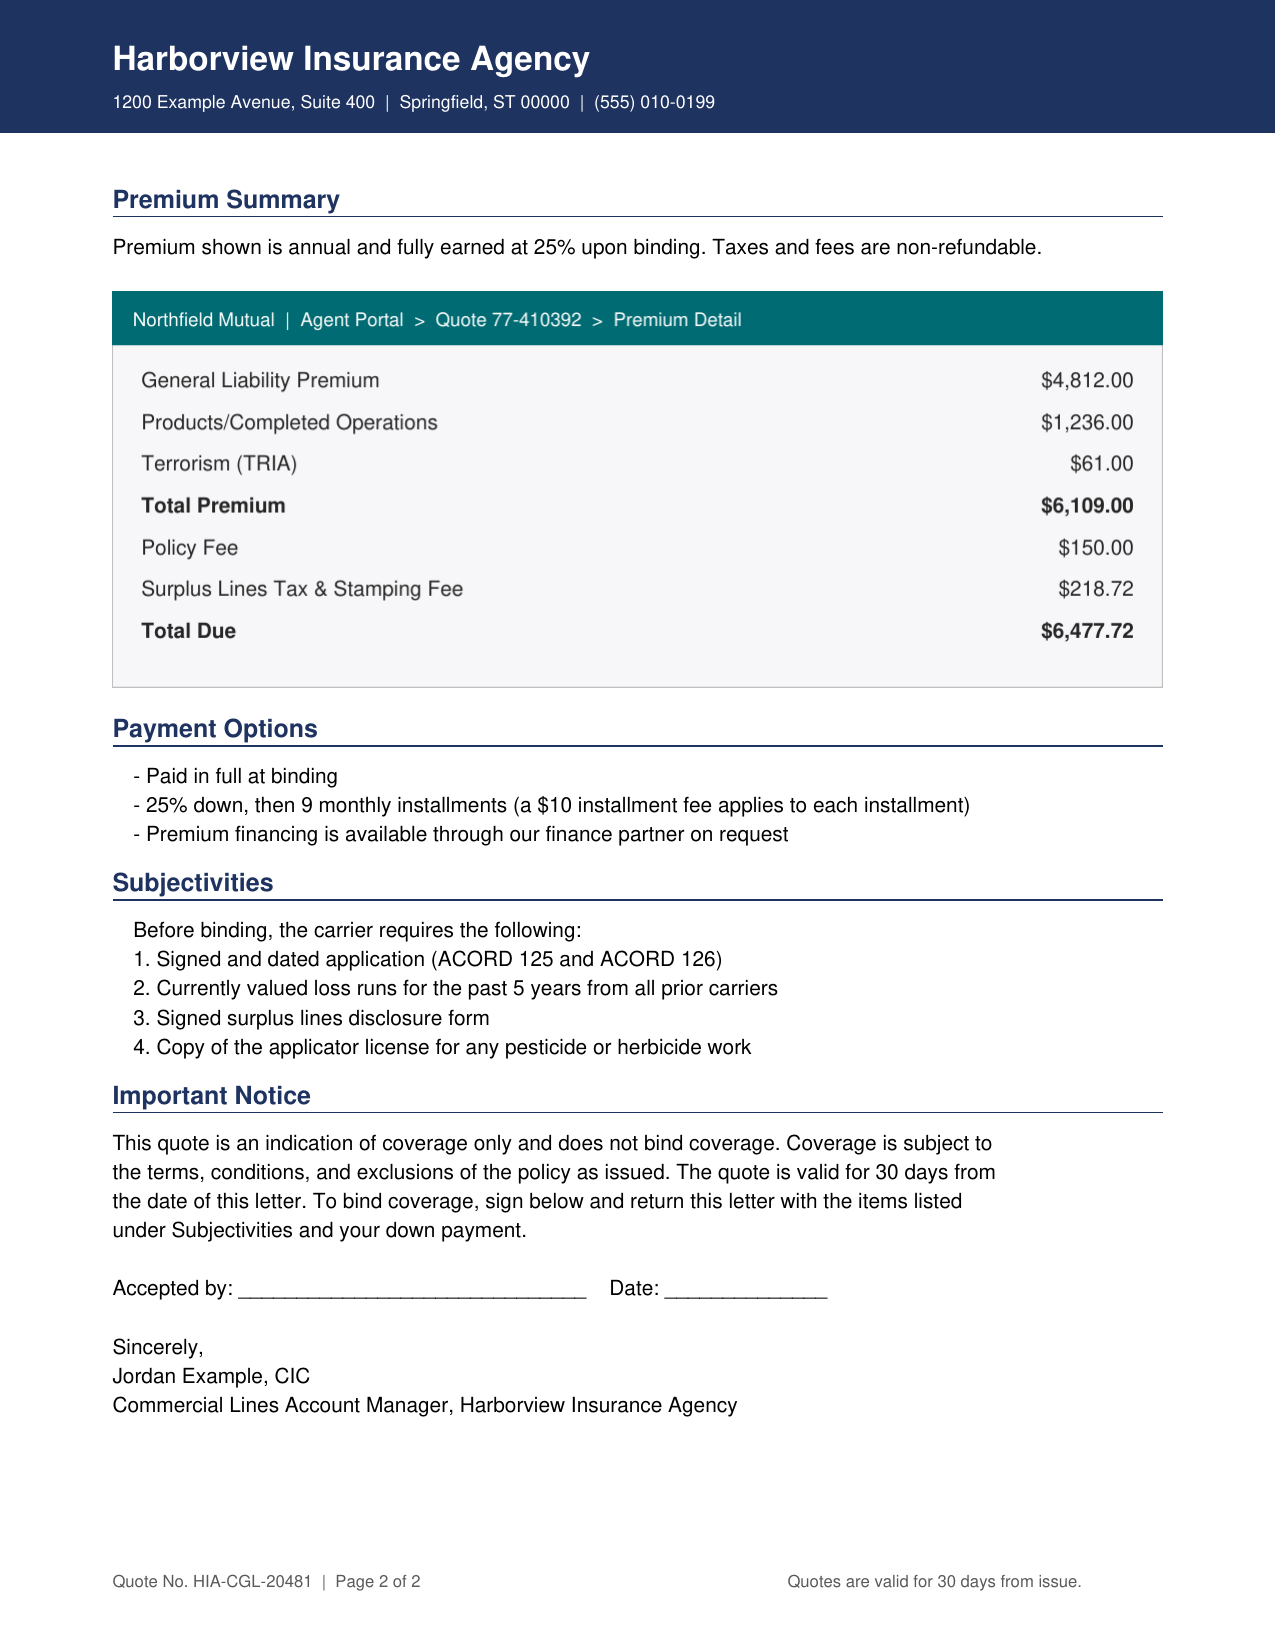 Harborview Insurance Agency
1200 Example Avenue, Suite 400 | Springfield, ST 00000 | (555) 010-0199
Premium Summary
Premium shown is annual and fully earned at 25% upon binding. Taxes and fees are non-refundable.
Northfield Mutual | Agent Portal > Quote 77-410392 > Premium Detail
General Liability Premium $4,812.00
Products/Completed Operations $1,236.00
Terrorism (TRIA) $61.00
Total Premium $6,109.00
Policy Fee $150.00
Surplus Lines Tax & Stamping Fee $218.72
Total Due $6,477.72
Payment Options
- Paid in full at binding
- 25% down, then 9 monthly installments (a $10 installment fee applies to each installment)
- Premium financing is available through our finance partner on request
Subjectivities
Before binding, the carrier requires the following:
1. Signed and dated application (ACORD 125 and ACORD 126)
2. Currently valued loss runs for the past 5 years from all prior carriers
3. Signed surplus lines disclosure form
4. Copy of the applicator license for any pesticide or herbicide work
Important Notice
This quote is an indication of coverage only and does not bind coverage. Coverage is subject to
the terms, conditions, and exclusions of the policy as issued. The quote is valid for 30 days from
the date of this letter. To bind coverage, sign below and return this letter with the items listed
under Subjectivities and your down payment.
Accepted by: ______________________________ Date: ______________
Sincerely,
Jordan Example, CIC
Commercial Lines Account Manager, Harborview Insurance Agency
Quote No. HIA-CGL-20481 | Page 2 of 2 Quotes are valid for 30 days from issue.